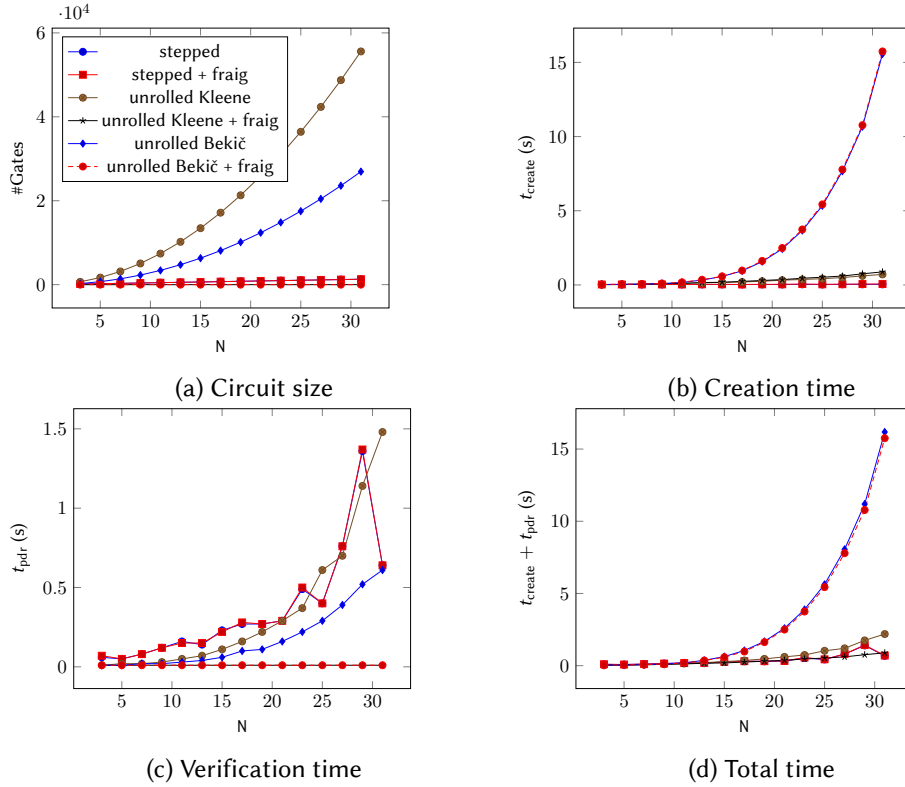 ·10⁴
6
4
2
0
#Gates
stepped
stepped + fraig
unrolled Kleene
unrolled Kleene + fraig
unrolled Bekič
unrolled Bekič + fraig
5 10 15 20 25 30
N
(a) Circuit size
15
10
5
0
t_create (s)
5 10 15 20 25 30
N
(b) Creation time
1.5
1
0.5
0
t_pdr (s)
5 10 15 20 25 30
N
(c) Verification time
15
10
5
0
t_create + t_pdr (s)
5 10 15 20 25 30
N
(d) Total time